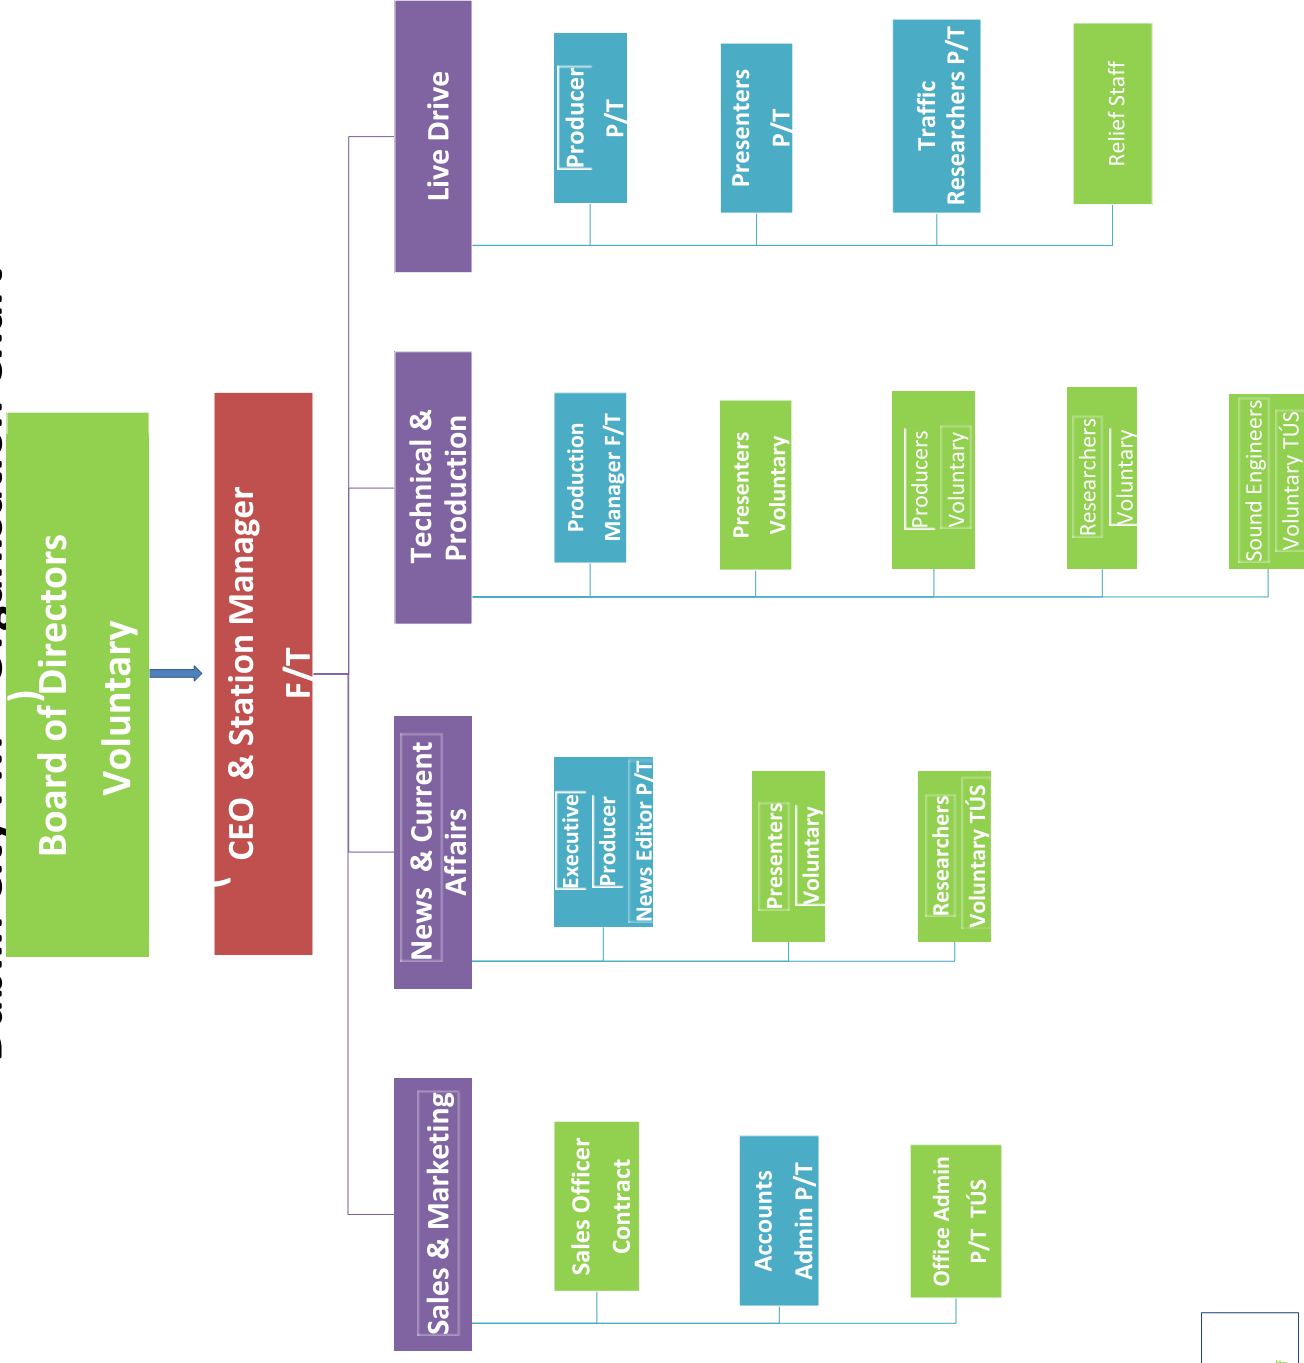 Board of Directors
Voluntary
CEO & Station Manager
F/T
Sales & Marketing
Sales Officer
Contract
Accounts
Admin P/T
Office Admin
P/T TÚS
News & Current
Affairs
Executive
Producer
News Editor P/T
Presenters
Voluntary
Researchers
Voluntary TÚS
Technical &
Production
Production
Manager F/T
Presenters
Voluntary
Producers
Voluntary
Researchers
Voluntary
Sound Engineers
Voluntary TÚS
Live Drive
Producer
P/T
Presenters
P/T
Traffic
Researchers P/T
Relief Staff